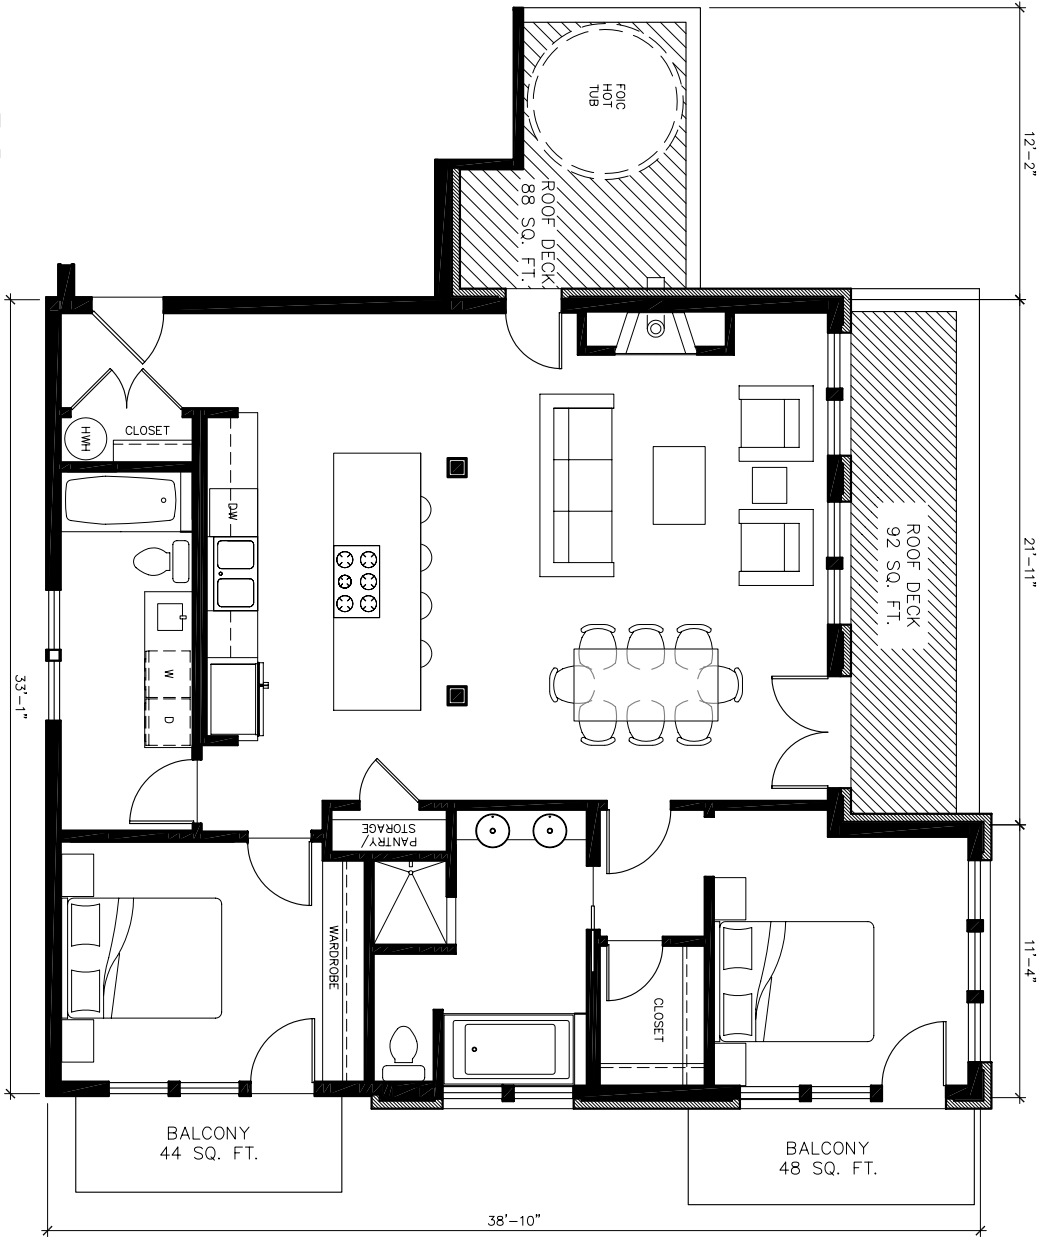 FOIC
HOT
TUB
12'-2"
ROOF DECK
88 SQ. FT.
HWH
CLOSET
DW
ROOF DECK
92 SQ. FT.
21'-11"
W
D
33'-1"
PANTRY/
STORAGE
WARDROBE
CLOSET
11'-4"
BALCONY
44 SQ. FT.
BALCONY
48 SQ. FT.
38'-10"